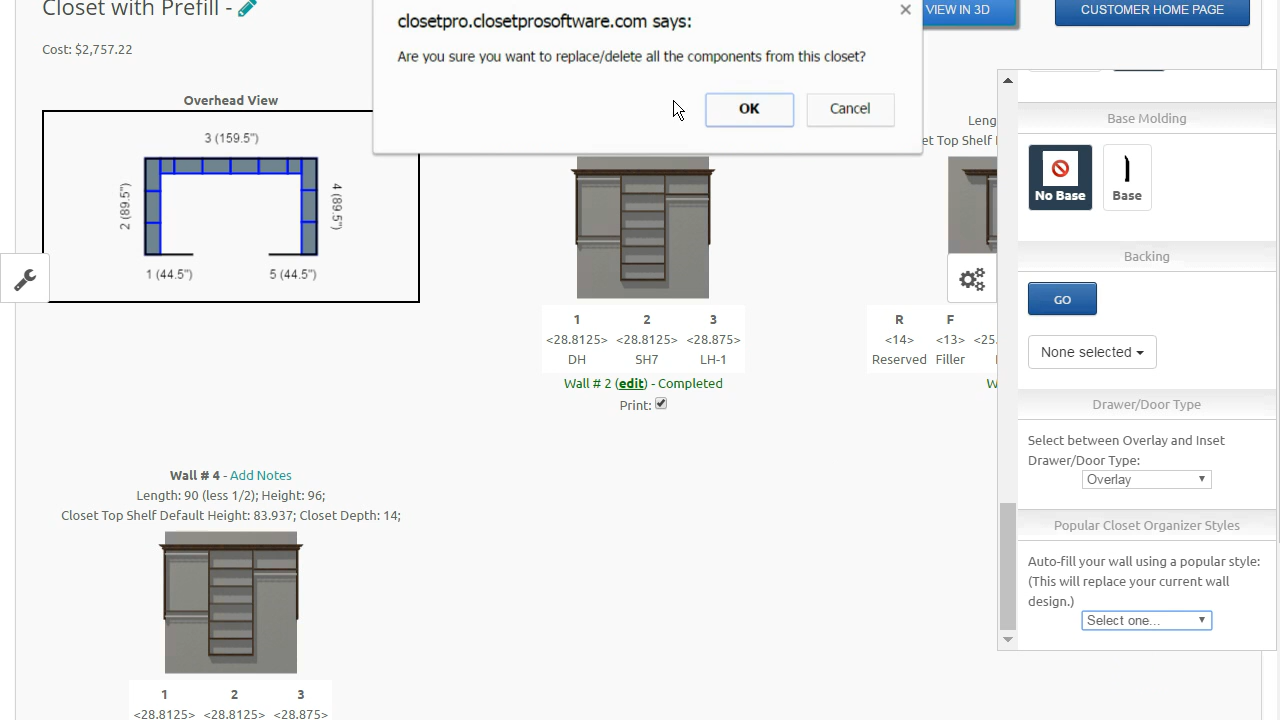 Closet with Prefill -
Cost: $2,757.22
closetpro.closetprosoftware.com says:
Are you sure you want to replace/delete all the components from this closet?
OK
Cancel
VIEW IN 3D
CUSTOMER HOME PAGE
Overhead View
3 (159.5")
2 (89.5")
4 (89.5")
1 (44.5")
5 (44.5")
1 2 3
<28.8125> <28.8125> <28.875>
DH SH7 LH-1
Wall # 2 (edit) - Completed
Print:
Leng
et Top Shelf
R F
<14> <13> <25.
Reserved Filler
W
Base Molding
No Base
Base
Backing
GO
None selected
Drawer/Door Type
Select between Overlay and Inset
Drawer/Door Type:
Overlay
Popular Closet Organizer Styles
Auto-fill your wall using a popular style:
(This will replace your current wall
design.)
Select one...
Wall # 4 - Add Notes
Length: 90 (less 1/2); Height: 96;
Closet Top Shelf Default Height: 83.937; Closet Depth: 14;
1 2 3
<28.8125> <28.8125> <28.875>